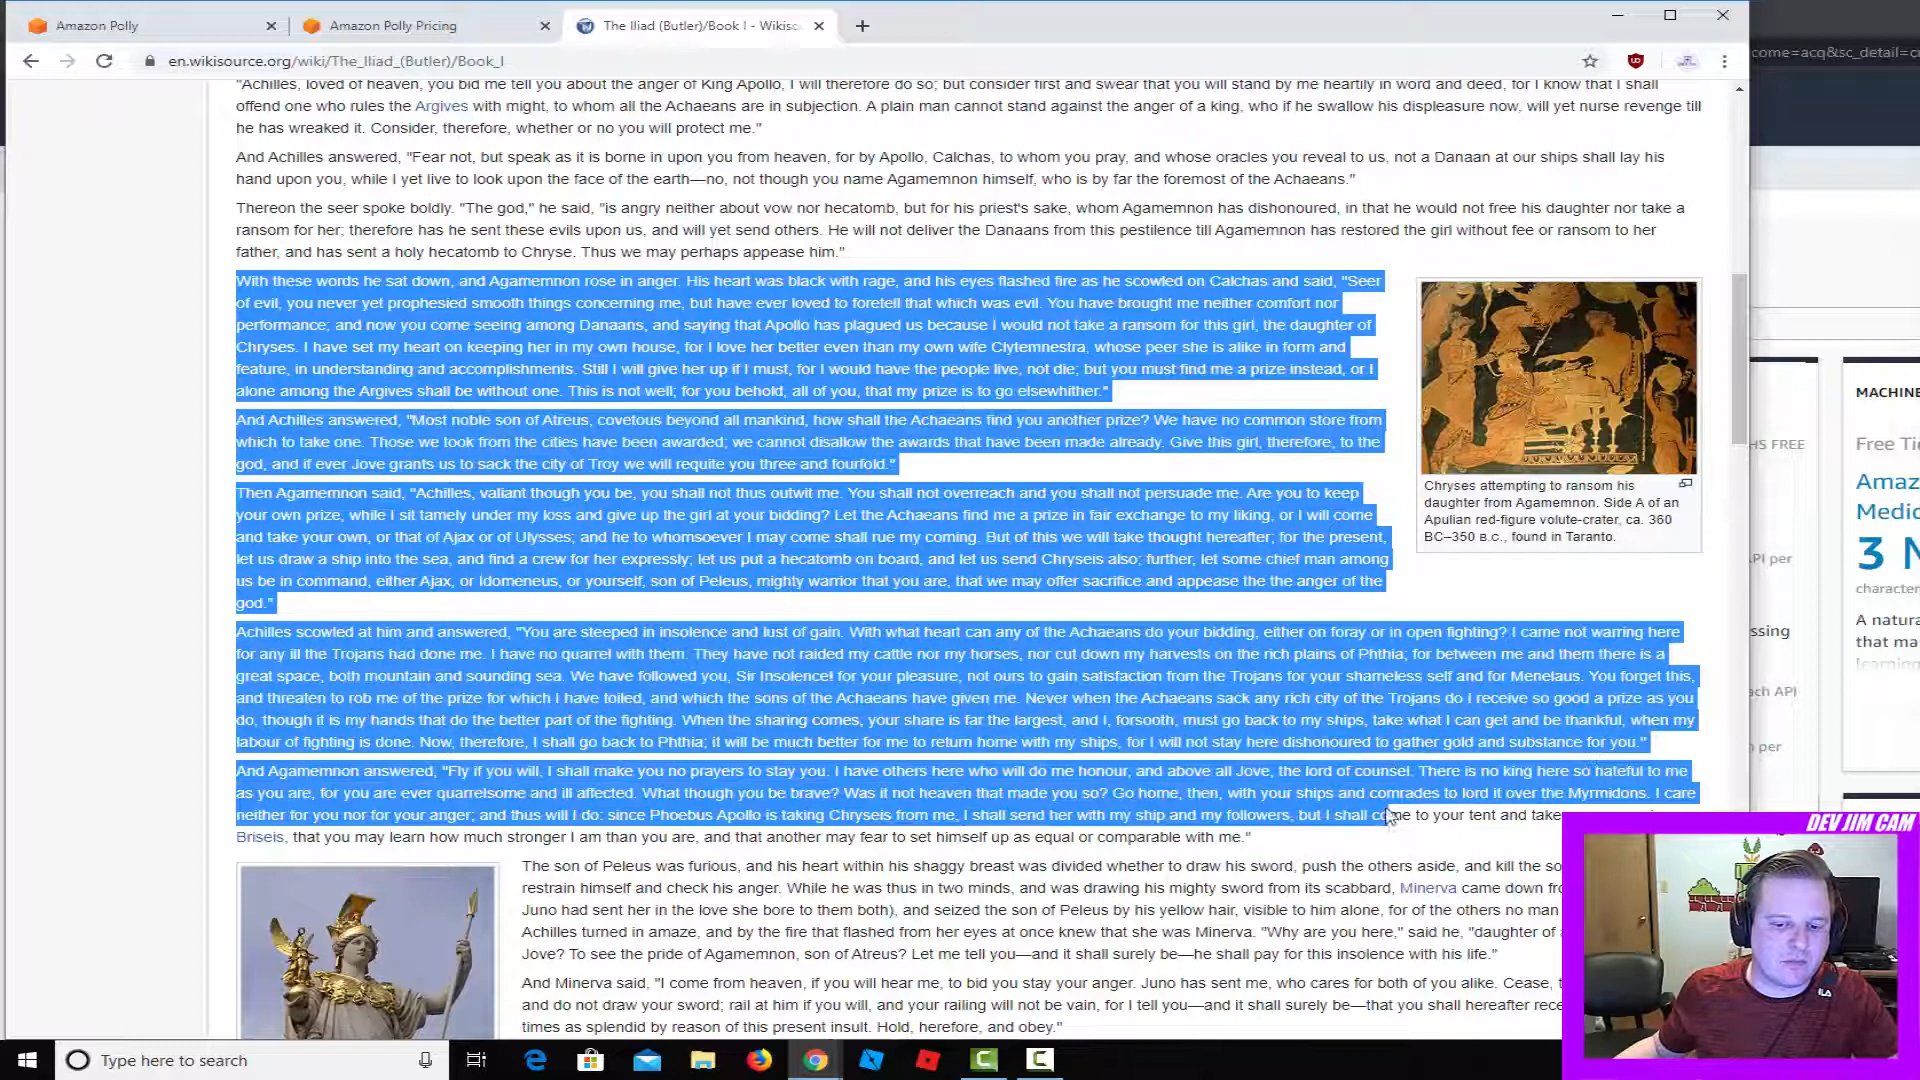 Amazon Polly
Amazon Polly Pricing
The Iliad (Butler)/Book I - Wikisc
come=acq&sc_detail=c
en.wikisource.org/wiki/The_Iliad_(Butler)/Book_I
"Achilles, loved of heaven, you bid me tell you about the anger of King Apollo, I will therefore do so; but consider first and swear that you will stand by me heartily in word and deed, for I know that I shall
offend one who rules the Argives with might, to whom all the Achaeans are in subjection. A plain man cannot stand against the anger of a king, who if he swallow his displeasure now, will yet nurse revenge till
he has wreaked it. Consider, therefore, whether or no you will protect me."
And Achilles answered, "Fear not, but speak as it is borne in upon you from heaven, for by Apollo, Calchas, to whom you pray, and whose oracles you reveal to us, not a Danaan at our ships shall lay his
hand upon you, while I yet live to look upon the face of the earth—no, not though you name Agamemnon himself, who is by far the foremost of the Achaeans."
Thereon the seer spoke boldly. "The god," he said, "is angry neither about vow nor hecatomb, but for his priest's sake, whom Agamemnon has dishonoured, in that he would not free his daughter nor take a
ransom for her; therefore has he sent these evils upon us, and will yet send others. He will not deliver the Danaans from this pestilence till Agamemnon has restored the girl without fee or ransom to her
father, and has sent a holy hecatomb to Chryse. Thus we may perhaps appease him."
With these words he sat down, and Agamemnon rose in anger. His heart was black with rage, and his eyes flashed fire as he scowled on Calchas and said, "Seer
of evil, you never yet prophesied smooth things concerning me, but have ever loved to foretell that which was evil. You have brought me neither comfort nor
performance; and now you come seeing among Danaans, and saying that Apollo has plagued us because I would not take a ransom for this girl, the daughter of
Chryses. I have set my heart on keeping her in my own house, for I love her better even than my own wife Clytemnestra, whose peer she is alike in form and
feature, in understanding and accomplishments. Still I will give her up if I must, for I would have the people live, not die; but you must find me a prize instead, or I
alone among the Argives shall be without one. This is not well; for you behold, all of you, that my prize is to go elsewhither."
And Achilles answered, "Most noble son of Atreus, covetous beyond all mankind, how shall the Achaeans find you another prize? We have no common store from
which to take one. Those we took from the cities have been awarded; we cannot disallow the awards that have been made already. Give this girl, therefore, to the
god, and if ever Jove grants us to sack the city of Troy we will requite you three and fourfold."
Then Agamemnon said, "Achilles, valiant though you be, you shall not thus outwit me. You shall not overreach and you shall not persuade me. Are you to keep
your own prize, while I sit tamely under my loss and give up the girl at your bidding? Let the Achaeans find me a prize in fair exchange to my liking, or I will come
and take your own, or that of Ajax or of Ulysses; and he to whomsoever I may come shall rue my coming. But of this we will take thought hereafter; for the present,
let us draw a ship into the sea, and find a crew for her expressly; let us put a hecatomb on board, and let us send Chryseis also; further, let some chief man among
us be in command, either Ajax, or Idomeneus, or yourself, son of Peleus, mighty warrior that you are, that we may offer sacrifice and appease the the anger of the
god."
Chryses attempting to ransom his
daughter from Agamemnon. Side A of an
Apulian red-figure volute-crater, ca. 360
BC–350 B.C., found in Taranto.
Achilles scowled at him and answered, "You are steeped in insolence and lust of gain. With what heart can any of the Achaeans do your bidding, either on foray or in open fighting? I came not warring here
for any ill the Trojans had done me. I have no quarrel with them. They have not raided my cattle nor my horses, nor cut down my harvests on the rich plains of Phthia; for between me and them there is a
great space, both mountain and sounding sea. We have followed you, Sir Insolence! for your pleasure, not ours to gain satisfaction from the Trojans for your shameless self and for Menelaus. You forget this,
and threaten to rob me of the prize for which I have toiled, and which the sons of the Achaeans have given me. Never when the Achaeans sack any rich city of the Trojans do I receive so good a prize as you
do, though it is my hands that do the better part of the fighting. When the sharing comes, your share is far the largest, and I, forsooth, must go back to my ships, take what I can get and be thankful, when my
labour of fighting is done. Now, therefore, I shall go back to Phthia; it will be much better for me to return home with my ships, for I will not stay here dishonoured to gather gold and substance for you."
And Agamemnon answered, "Fly if you will, I shall make you no prayers to stay you. I have others here who will do me honour, and above all Jove, the lord of counsel. There is no king here so hateful to me
as you are, for you are ever quarrelsome and ill affected. What though you be brave? Was it not heaven that made you so? Go home, then, with your ships and comrades to lord it over the Myrmidons. I care
neither for you nor for your anger; and thus will I do: since Phoebus Apollo is taking Chryseis from me, I shall send her with my ship and my followers, but I shall come to your tent and take
Briseis, that you may learn how much stronger I am than you are, and that another may fear to set himself up as equal or comparable with me."
The son of Peleus was furious, and his heart within his shaggy breast was divided whether to draw his sword, push the others aside, and kill the so
restrain himself and check his anger. While he was thus in two minds, and was drawing his mighty sword from its scabbard, Minerva came down fr
Juno had sent her in the love she bore to them both), and seized the son of Peleus by his yellow hair, visible to him alone, for of the others no man
Achilles turned in amaze, and by the fire that flashed from her eyes at once knew that she was Minerva. "Why are you here," said he, "daughter of
Jove? To see the pride of Agamemnon, son of Atreus? Let me tell you—and it shall surely be—he shall pay for this insolence with his life."
And Minerva said, "I come from heaven, if you will hear me, to bid you stay your anger. Juno has sent me, who cares for both of you alike. Cease, t
and do not draw your sword; rail at him if you will, and your railing will not be vain, for I tell you—and it shall surely be—that you shall hereafter rece
times as splendid by reason of this present insult. Hold, herefore, and obey."
MACHINE
HS FREE
Free Ti
Amaz
Medic
3 M
API per
character
A natura
that ma
learning
ssing
ach API
n per
DEV JIM CAM
FILA
Type here to search